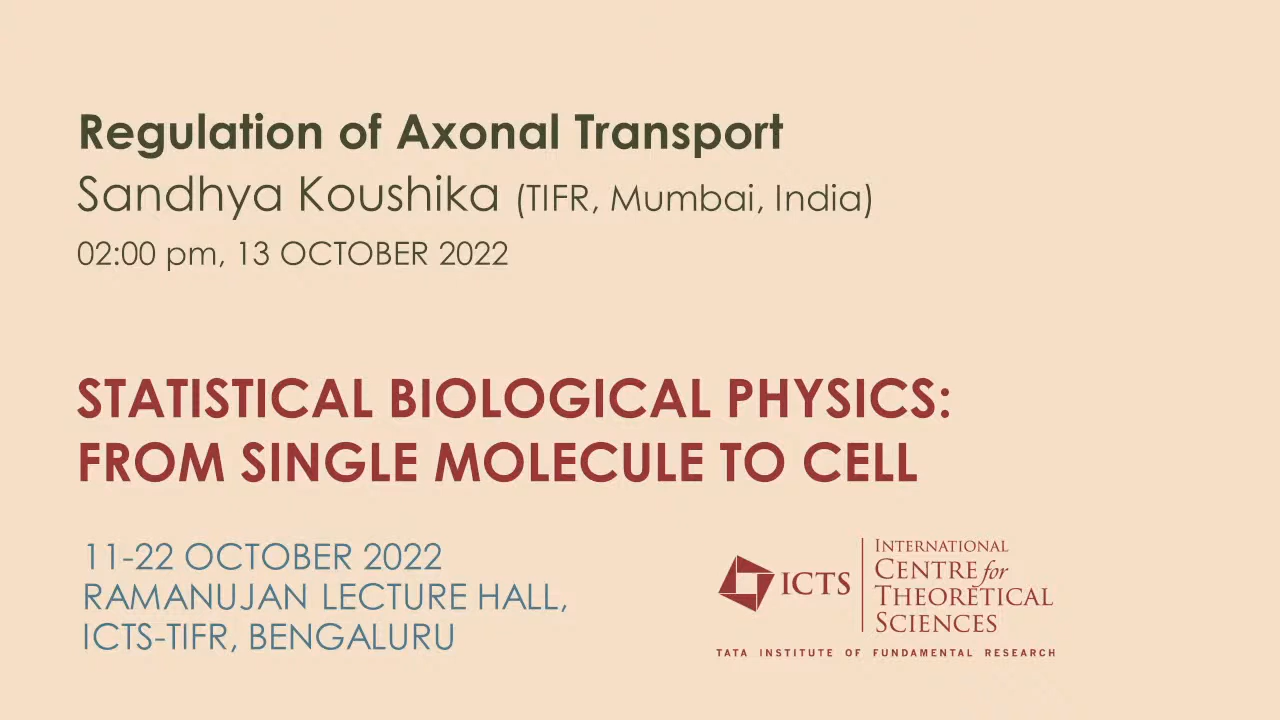 Regulation of Axonal Transport
Sandhya Koushika (TIFR, Mumbai, India)
02:00 pm, 13 OCTOBER 2022
STATISTICAL BIOLOGICAL PHYSICS:
FROM SINGLE MOLECULE TO CELL
11-22 OCTOBER 2022
RAMANUJAN LECTURE HALL,
ICTS-TIFR, BENGALURU
ICTS
INTERNATIONAL
CENTRE for
THEORETICAL
SCIENCES
TATA INSTITUTE OF FUNDAMENTAL RESEARCH